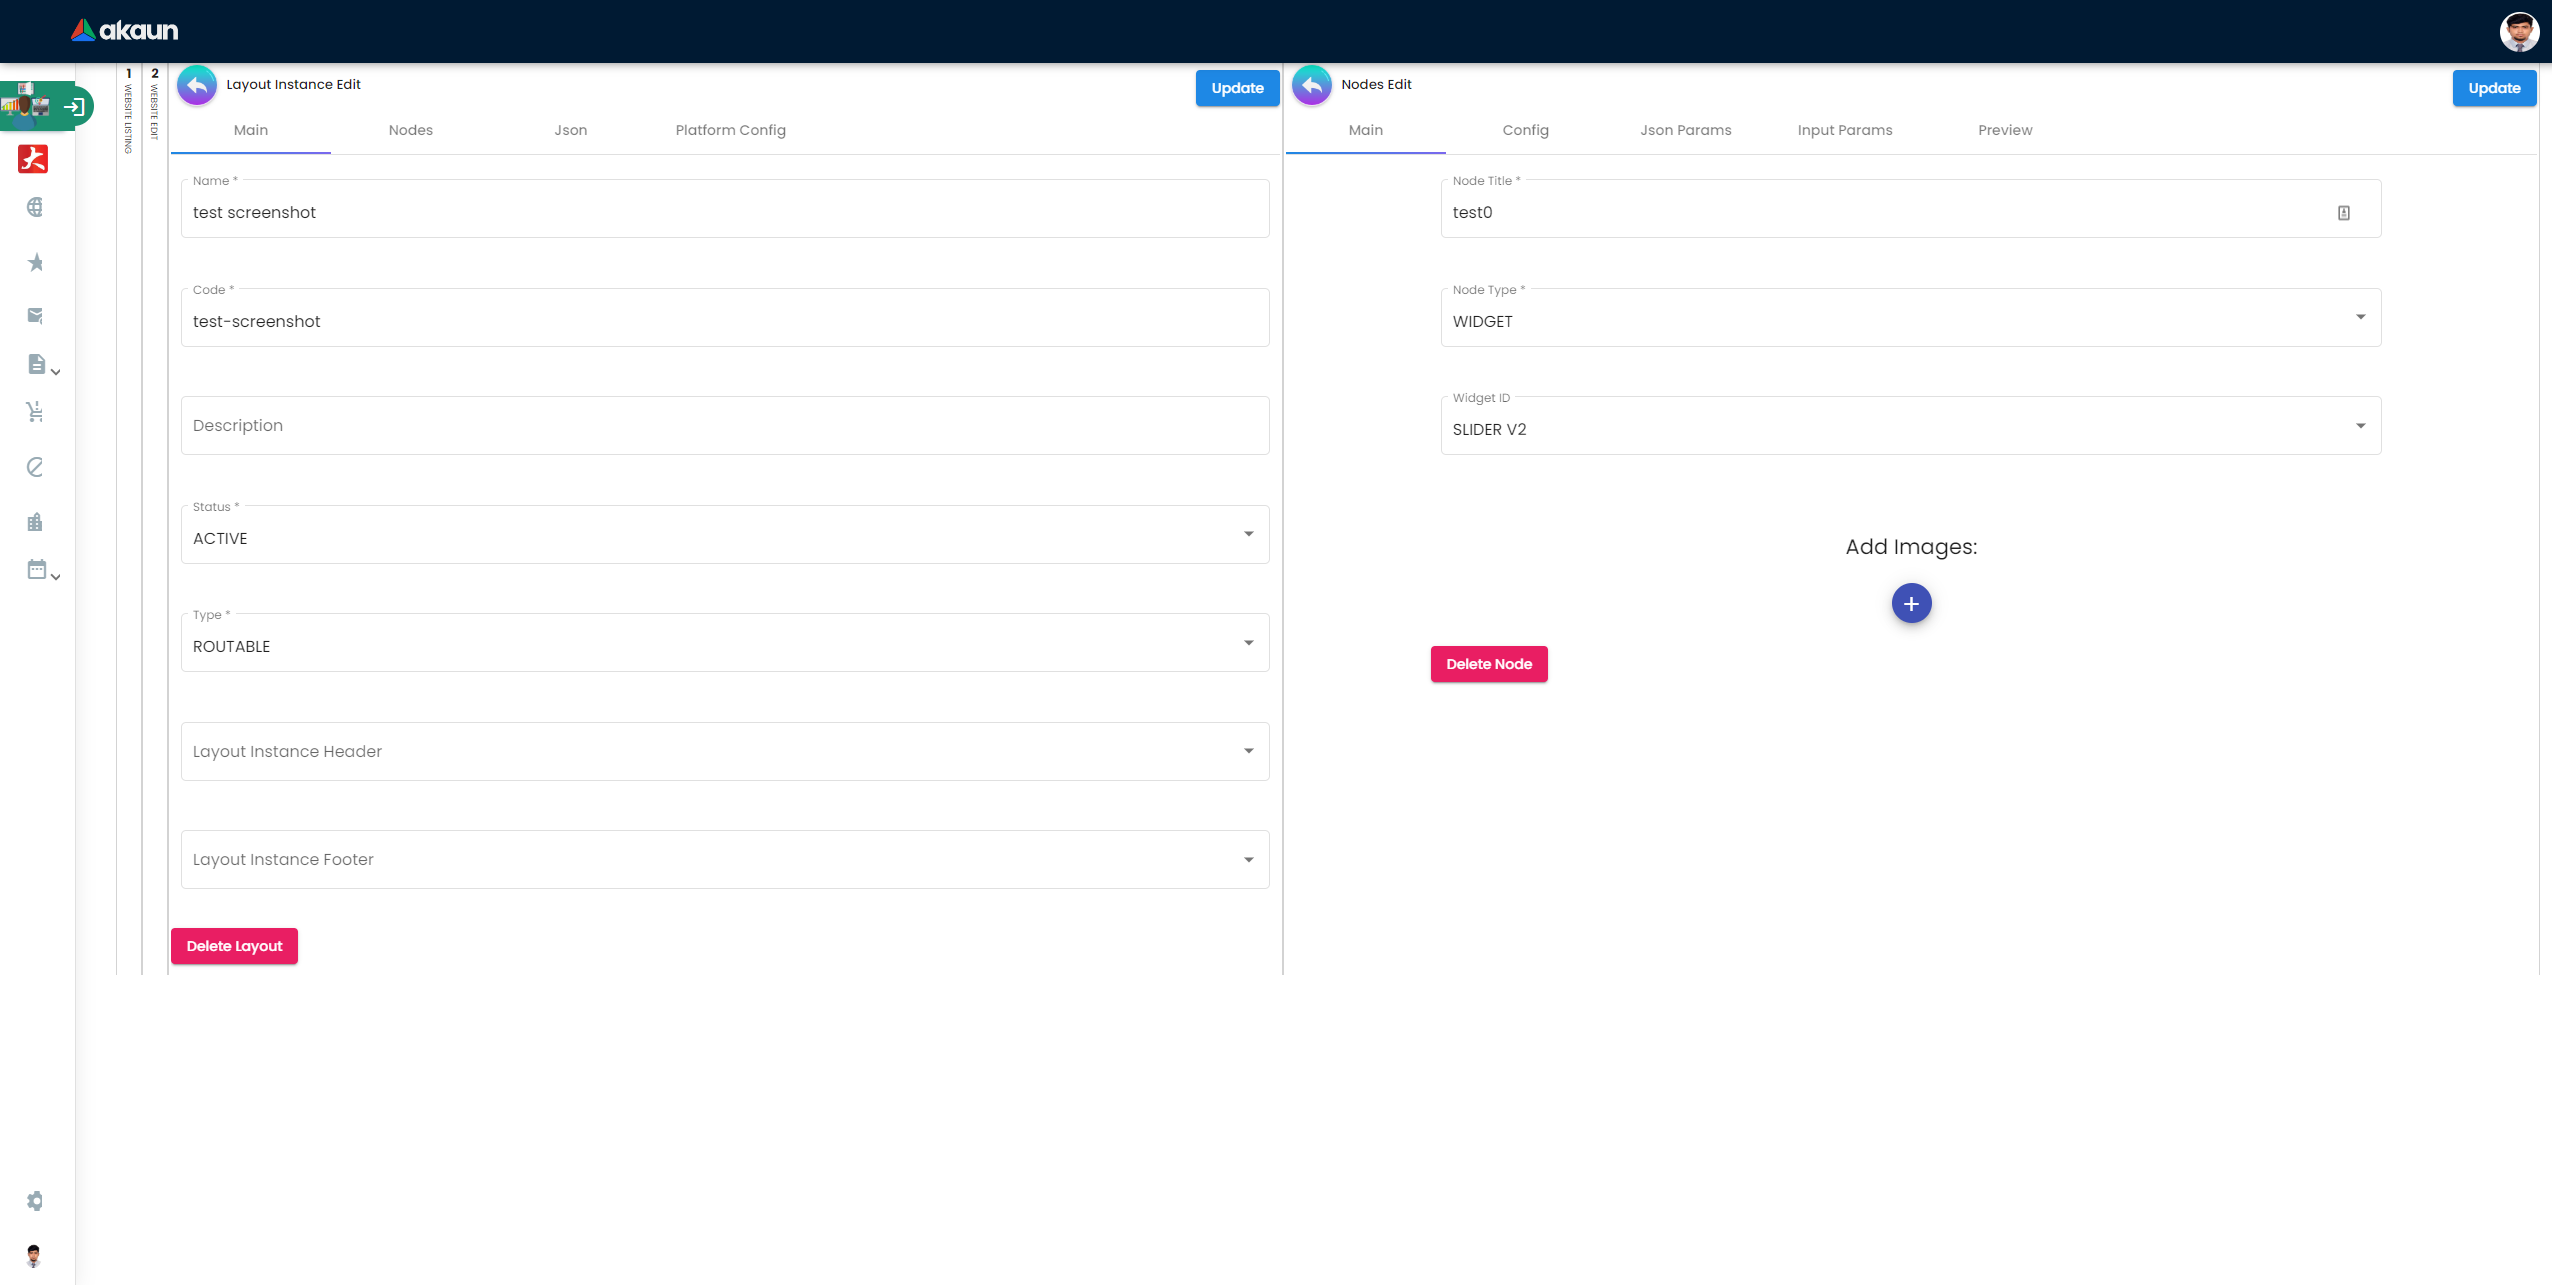 akaun
1
WEBSITE LISTING
2
WEBSITE EDIT
Layout Instance Edit
Update
Main
Nodes
Json
Platform Config
Name *
test screenshot
Code *
test-screenshot
Description
Status *
ACTIVE
Type *
ROUTABLE
Layout Instance Header
Layout Instance Footer
Delete Layout
Nodes Edit
Update
Main
Config
Json Params
Input Params
Preview
Node Title *
test0
Node Type *
WIDGET
Widget ID
SLIDER V2
Add Images:
Delete Node